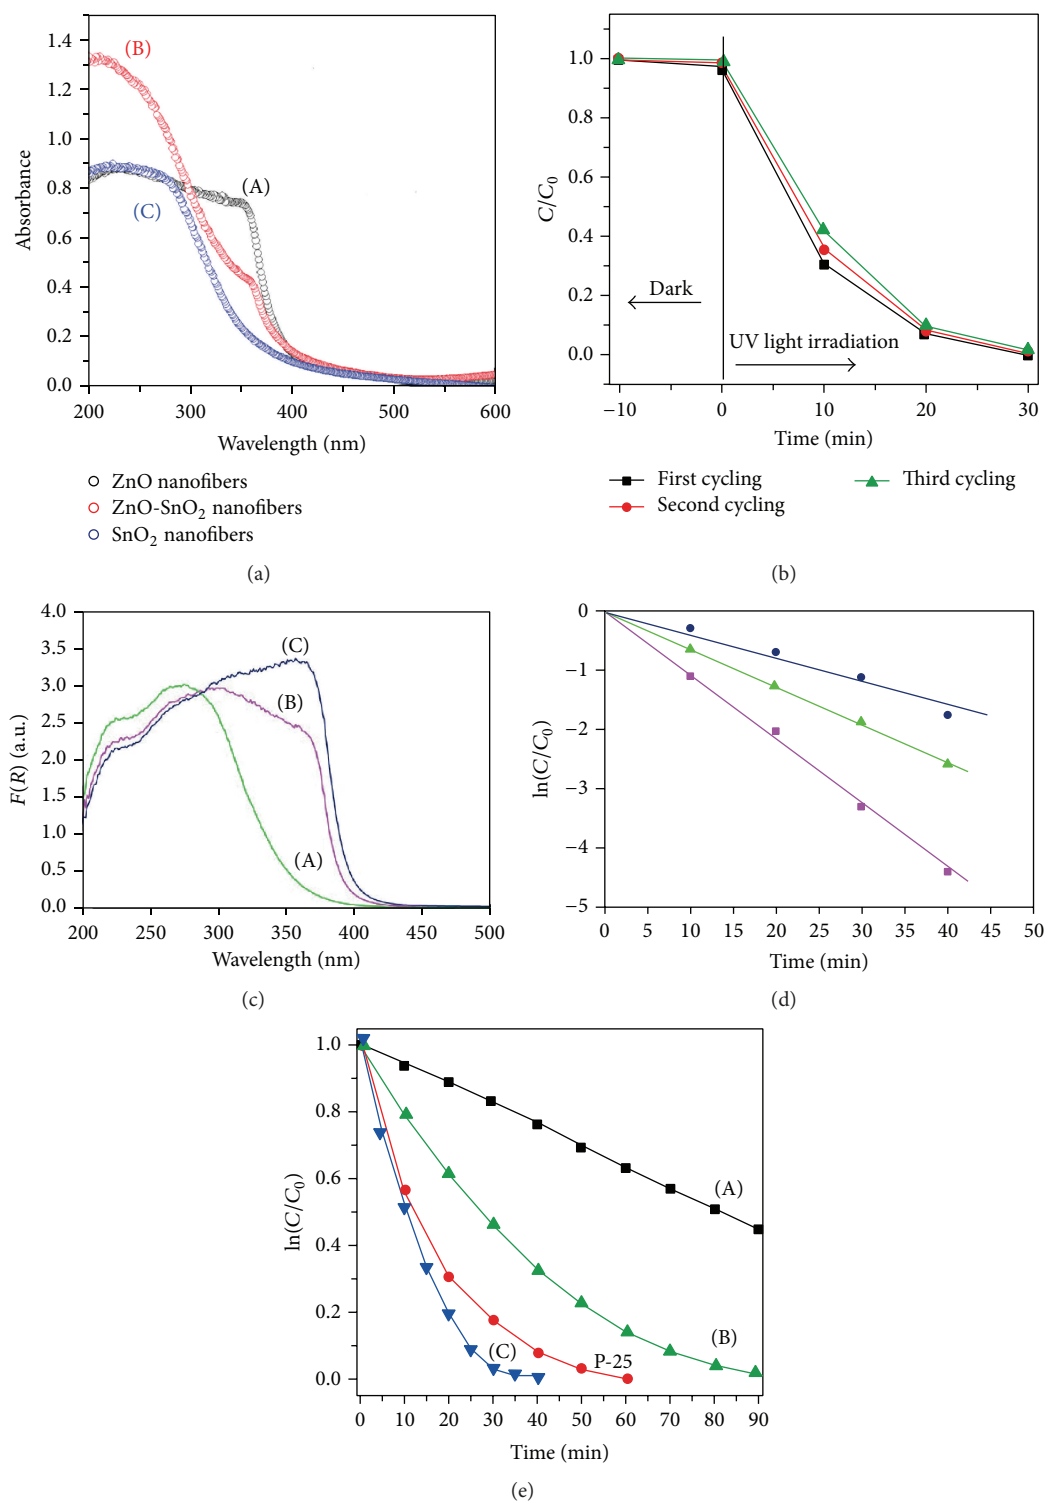 1.4
1.2
1.0
0.8
0.6
0.4
0.2
0.0
Absorbance
(B)
(A)
(C)
200 300 400 500 600
Wavelength (nm)
ZnO nanofibers
ZnO-SnO₂ nanofibers
SnO₂ nanofibers
(a)
1.0
0.8
0.6
0.4
0.2
0.0
C/C₀
Dark
UV light irradiation
−10 0 10 20 30
Time (min)
First cycling
Second cycling
Third cycling
(b)
4.0
3.5
3.0
2.5
2.0
1.5
1.0
0.5
0.0
F(R) (a.u.)
(C)
(B)
(A)
200 250 300 350 400 450 500
Wavelength (nm)
(c)
0
−1
−2
−3
−4
−5
ln(C/C₀)
0 5 10 15 20 25 30 35 40 45 50
Time (min)
(d)
1.0
0.8
0.6
0.4
0.2
0.0
ln(C/C₀)
(A)
(B)
P-25
(C)
0 10 20 30 40 50 60 70 80 90
Time (min)
(e)